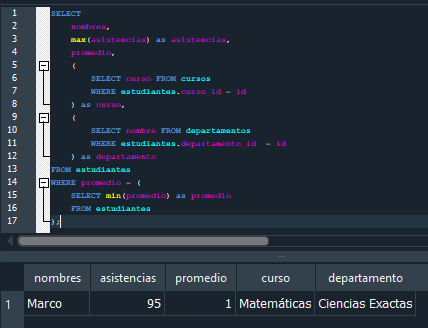 1 SELECT
2 nombres,
3 max(asistencias) as asistencias,
4 promedio,
5 (
6 SELECT curso FROM cursos
7 WHERE estudiantes.curso_id = id
8 ) as curso,
9 (
10 SELECT nombre FROM departamentos
11 WHERE estudiantes.departamento_id = id
12 ) as departamento
13 FROM estudiantes
14 WHERE promedio = (
15 SELECT min(promedio) as promedio
16 FROM estudiantes
17 );
nombres asistencias promedio curso departamento
1 Marco 95 1 Matemáticas Ciencias Exactas